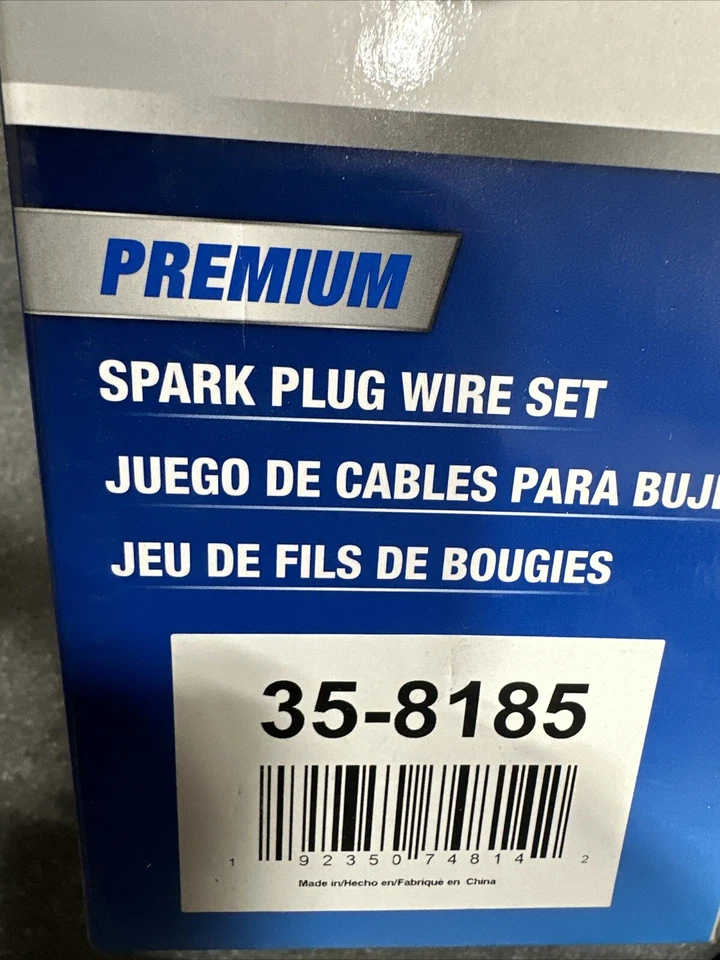 PREMIUM
SPARK PLUG WIRE SET
JUEGO DE CABLES PARA
JEU DE FILS DE BOUGIES
35-8185
1 92350 74814 2
Made in/Hecho en/Fabriqué en China